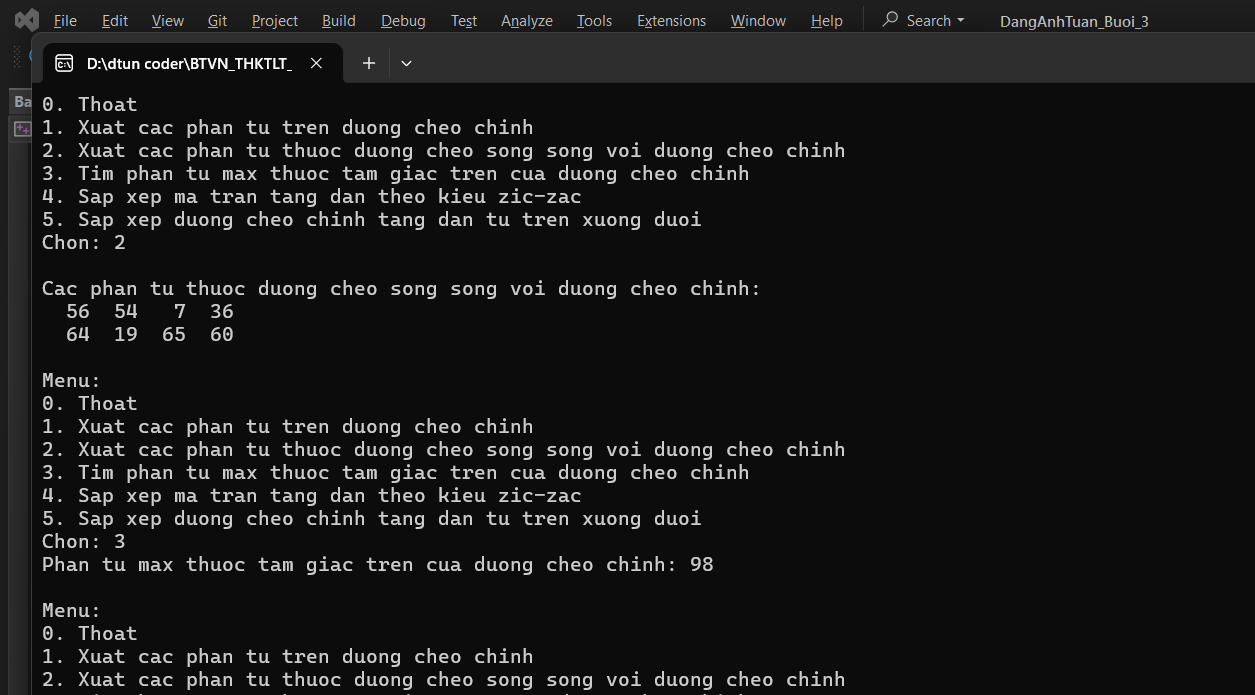 File Edit View Git Project Build Debug Test Analyze Tools Extensions Window Help Search DangAnhTuan_Buoi_3
D:\dtun coder\BTVN_THKTLT_
Ba
0. Thoat
1. Xuat cac phan tu tren duong cheo chinh
2. Xuat cac phan tu thuoc duong cheo song song voi duong cheo chinh
3. Tim phan tu max thuoc tam giac tren cua duong cheo chinh
4. Sap xep ma tran tang dan theo kieu zic-zac
5. Sap xep duong cheo chinh tang dan tu tren xuong duoi
Chon: 2
Cac phan tu thuoc duong cheo song song voi duong cheo chinh:
56 54 7 36
64 19 65 60
Menu:
0. Thoat
1. Xuat cac phan tu tren duong cheo chinh
2. Xuat cac phan tu thuoc duong cheo song song voi duong cheo chinh
3. Tim phan tu max thuoc tam giac tren cua duong cheo chinh
4. Sap xep ma tran tang dan theo kieu zic-zac
5. Sap xep duong cheo chinh tang dan tu tren xuong duoi
Chon: 3
Phan tu max thuoc tam giac tren cua duong cheo chinh: 98
Menu:
0. Thoat
1. Xuat cac phan tu tren duong cheo chinh
2. Xuat cac phan tu thuoc duong cheo song song voi duong cheo chinh